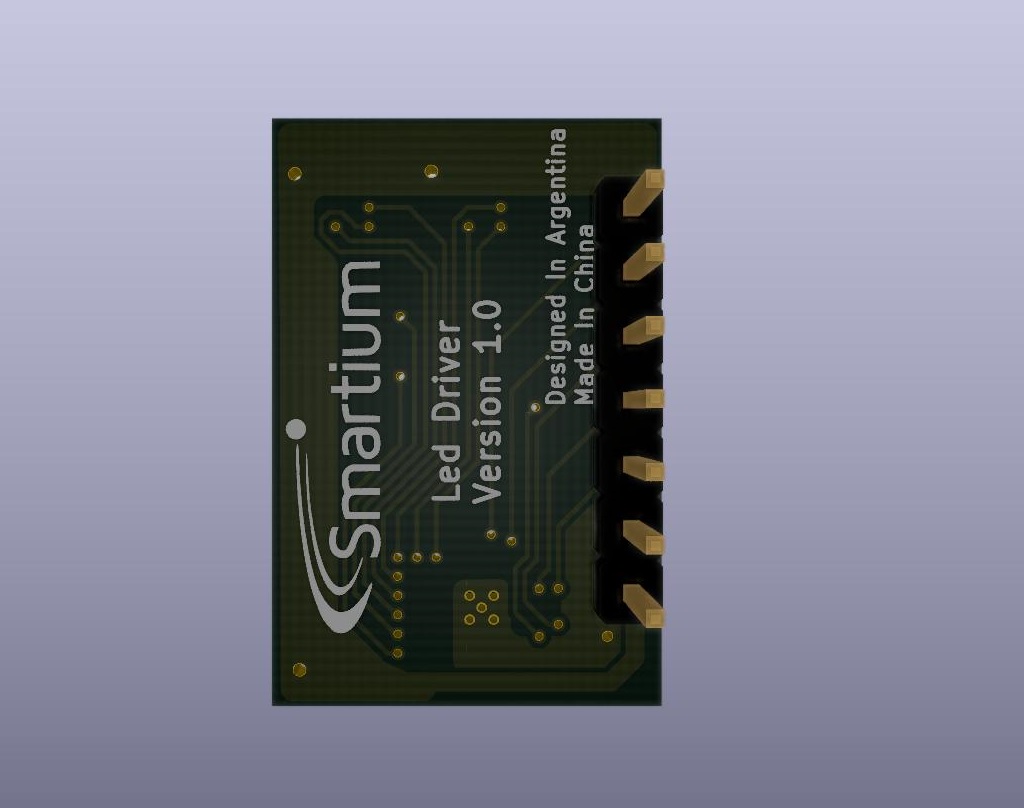 Smartium
Led Driver
Version 1.0
Designed In Argentina
Made In China